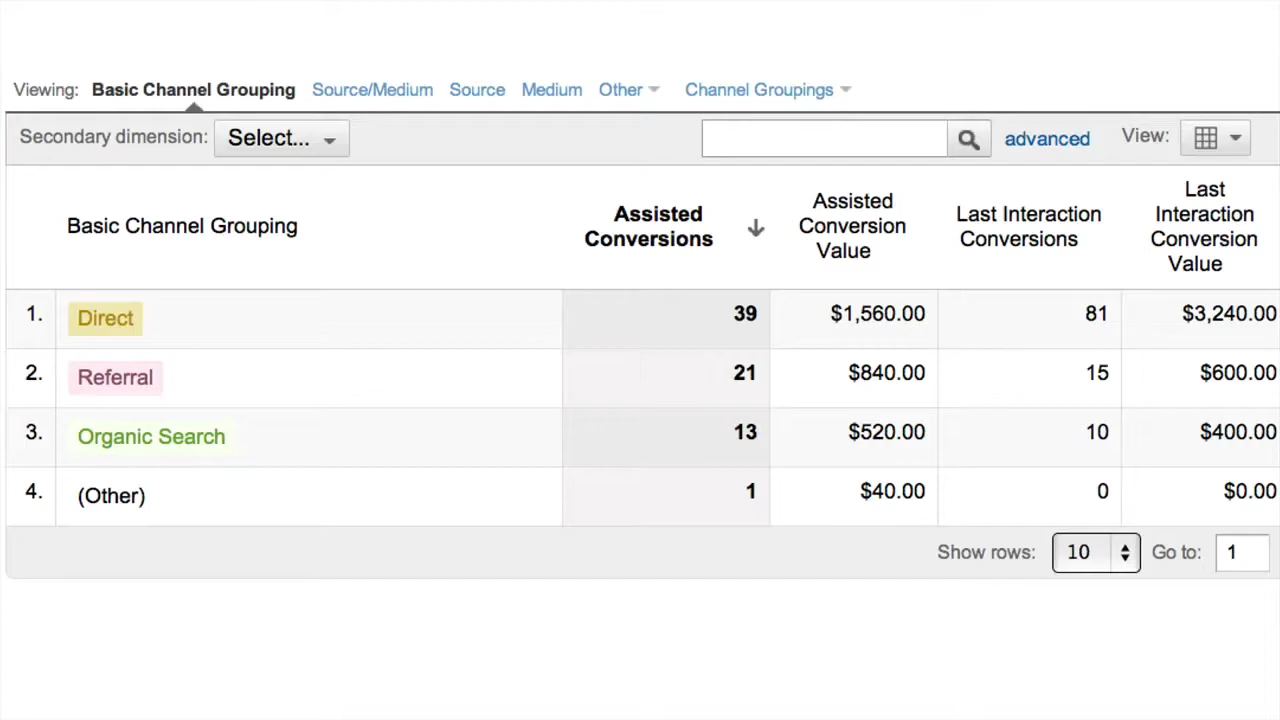 Viewing: Basic Channel Grouping Source/Medium Source Medium Other Channel Groupings
Secondary dimension: Select... advanced View:
Basic Channel Grouping
Assisted
Conversions
Assisted
Conversion
Value
Last Interaction
Conversions
Last
Interaction
Conversion
Value
1. Direct 39 $1,560.00 81 $3,240.00
2. Referral 21 $840.00 15 $600.00
3. Organic Search 13 $520.00 10 $400.00
4. (Other) 1 $40.00 0 $0.00
Show rows: 10 Go to: 1